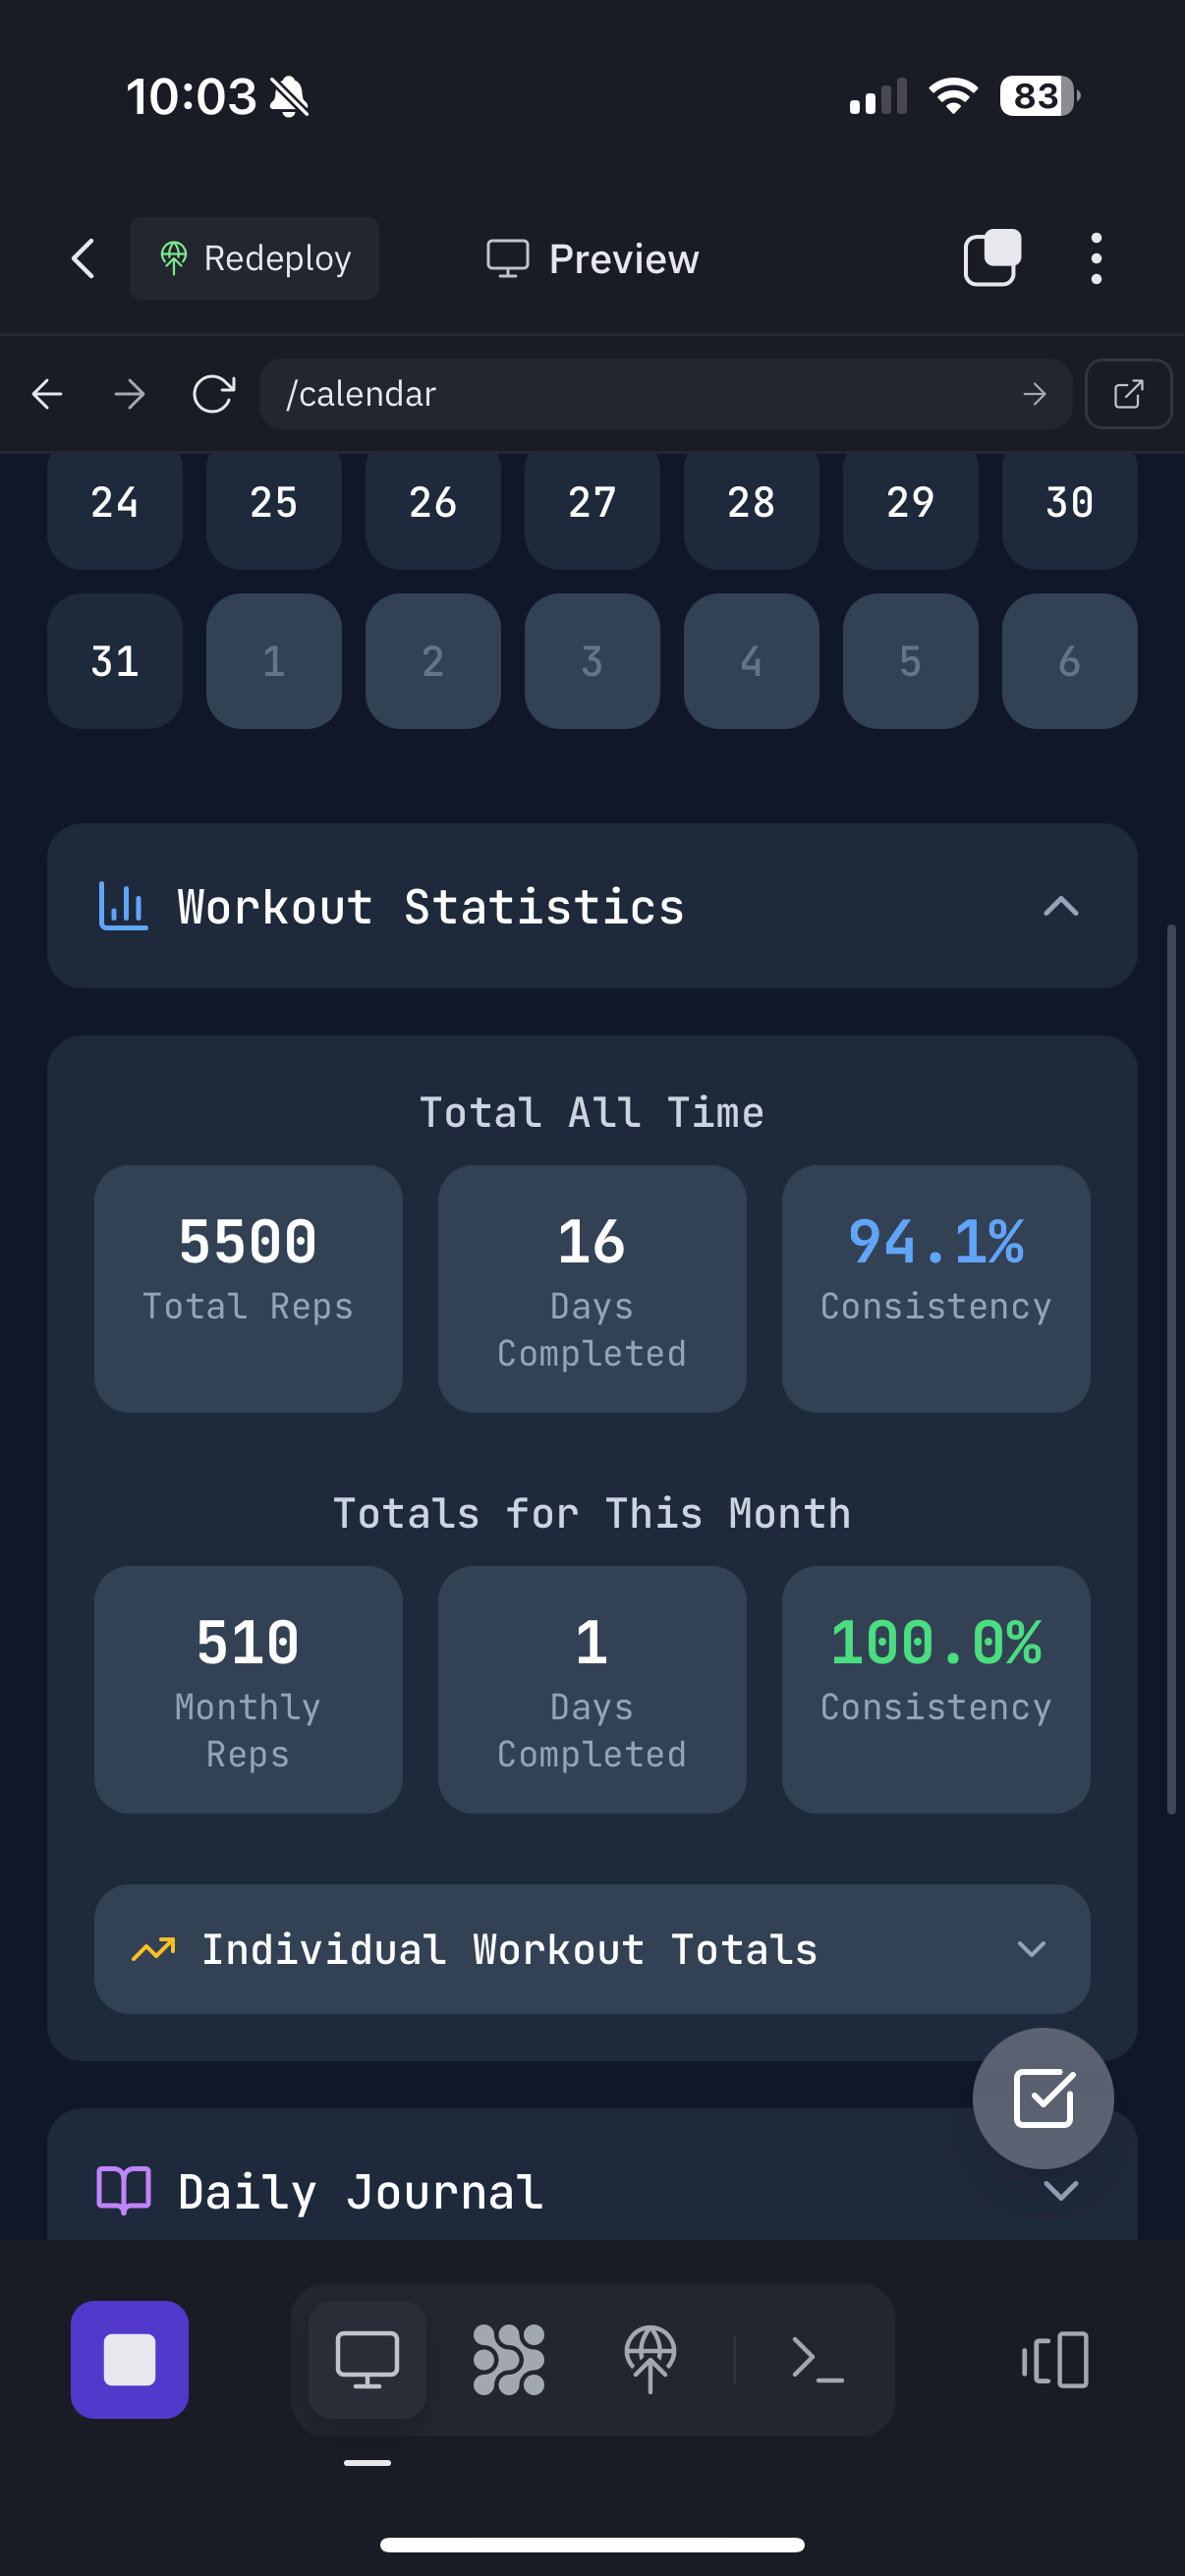 10:03
83
Redeploy
Preview
/calendar
24 25 26 27 28 29 30
31 1 2 3 4 5 6
Workout Statistics
Total All Time
5500 16 94.1%
Total Reps Days Consistency
Completed
Totals for This Month
510 1 100.0%
Monthly Days Consistency
Reps Completed
Individual Workout Totals
Daily Journal